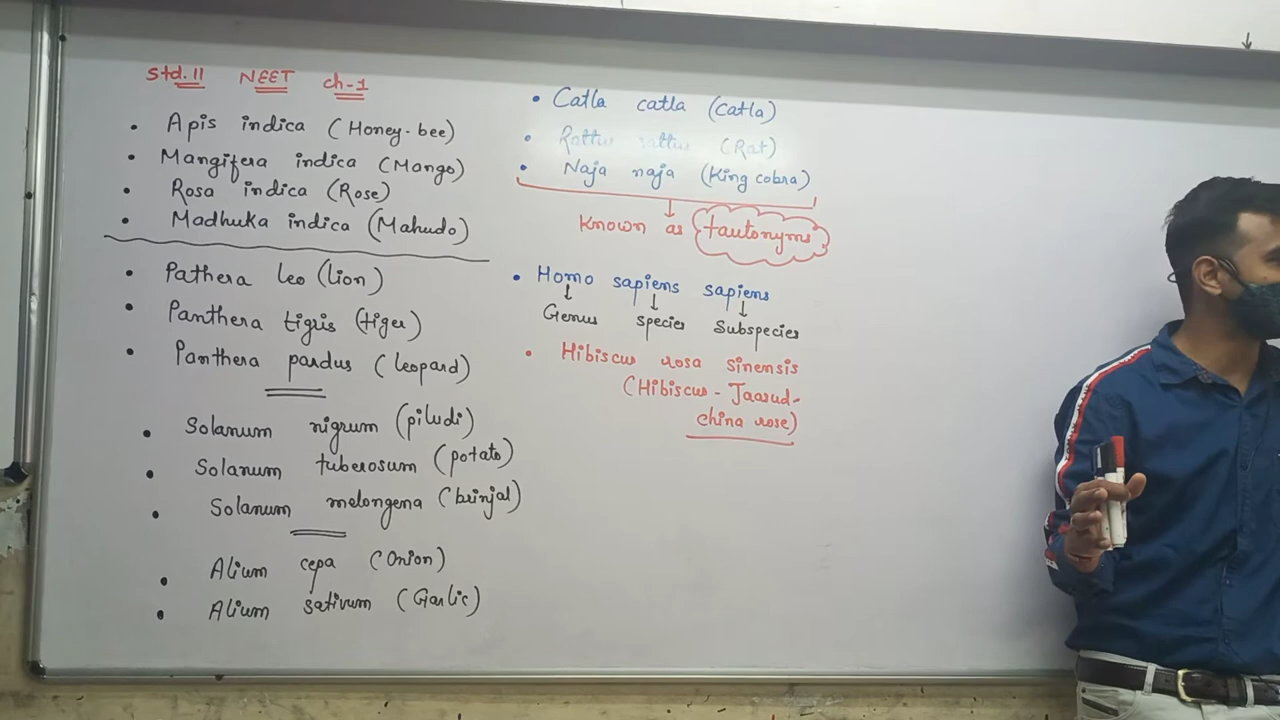 Std. 11 NEET ch-1
• Apis indica (Honey-bee)
• Mangifera indica (Mango)
• Rosa indica (Rose)
• Madhuka indica (Mahudo)
• Pathera leo (lion)
• Panthera tigris (tiger)
• Panthera pardus (leopard)
• Solanum nigrum (piludi)
• Solanum tuberosum (potato)
• Solanum melongena (brinjal)
• Alium cepa (Onion)
• Alium sativum (Garlic)
• Catla catla (Catla)
• Rattus rattus (Rat)
• Naja naja (King cobra)
Known as tautonyms
• Homo sapiens sapiens
Genus species Subspecies
• Hibiscus rosa sinensis
(Hibiscus - Jaasud-
china rose)